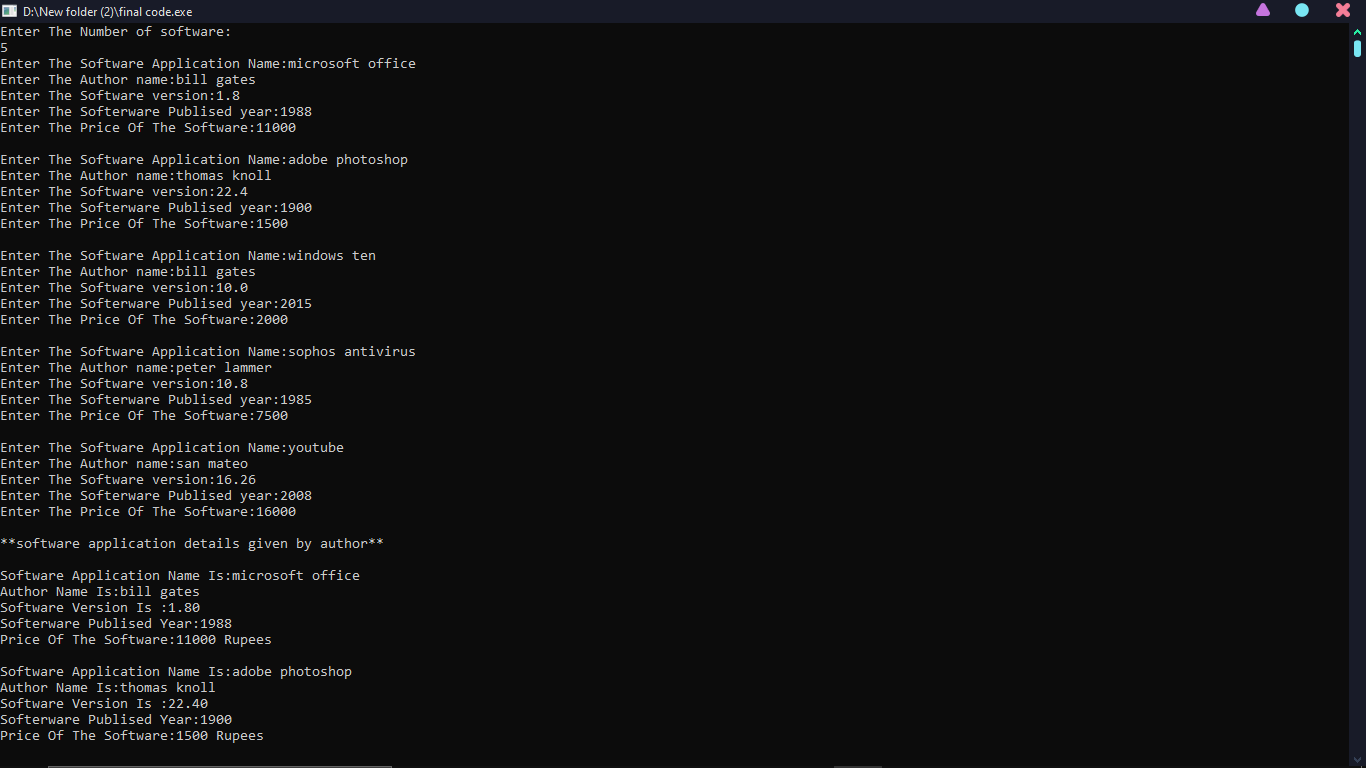 D:\New folder (2)\final code.exe
Enter The Number of software:
5
Enter The Software Application Name:microsoft office
Enter The Author name:bill gates
Enter The Software version:1.8
Enter The Softerware Publised year:1988
Enter The Price Of The Software:11000
Enter The Software Application Name:adobe photoshop
Enter The Author name:thomas knoll
Enter The Software version:22.4
Enter The Softerware Publised year:1900
Enter The Price Of The Software:1500
Enter The Software Application Name:windows ten
Enter The Author name:bill gates
Enter The Software version:10.0
Enter The Softerware Publised year:2015
Enter The Price Of The Software:2000
Enter The Software Application Name:sophos antivirus
Enter The Author name:peter lammer
Enter The Software version:10.8
Enter The Softerware Publised year:1985
Enter The Price Of The Software:7500
Enter The Software Application Name:youtube
Enter The Author name:san mateo
Enter The Software version:16.26
Enter The Softerware Publised year:2008
Enter The Price Of The Software:16000
**software application details given by author**
Software Application Name Is:microsoft office
Author Name Is:bill gates
Software Version Is :1.80
Softerware Publised Year:1988
Price Of The Software:11000 Rupees
Software Application Name Is:adobe photoshop
Author Name Is:thomas knoll
Software Version Is :22.40
Softerware Publised Year:1900
Price Of The Software:1500 Rupees